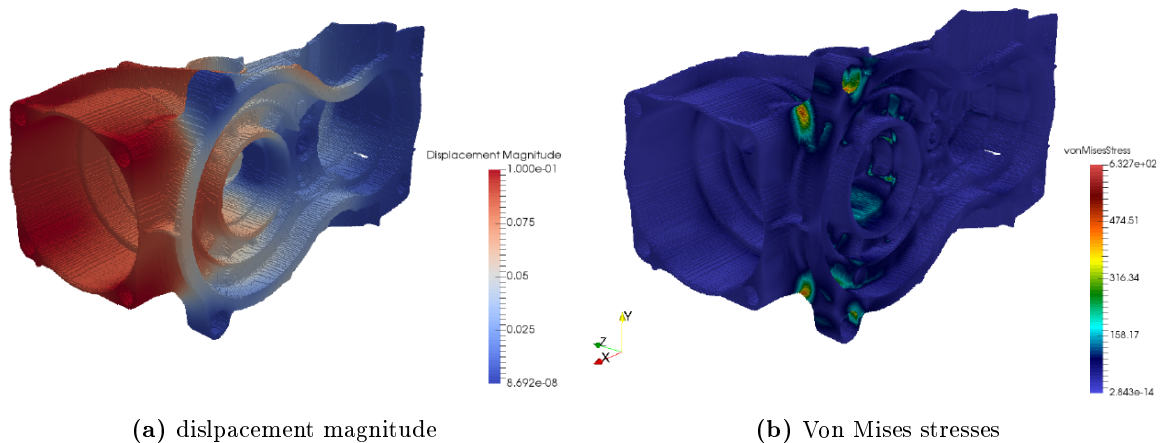 Displacement Magnitude
1.000e-01
0.075
0.05
0.025
8.692e-08
vonMisesStress
6.327e+02
474.51
316.34
158.17
2.843e-14
Y
Z
X
(a) dislpacement magnitude
(b) Von Mises stresses